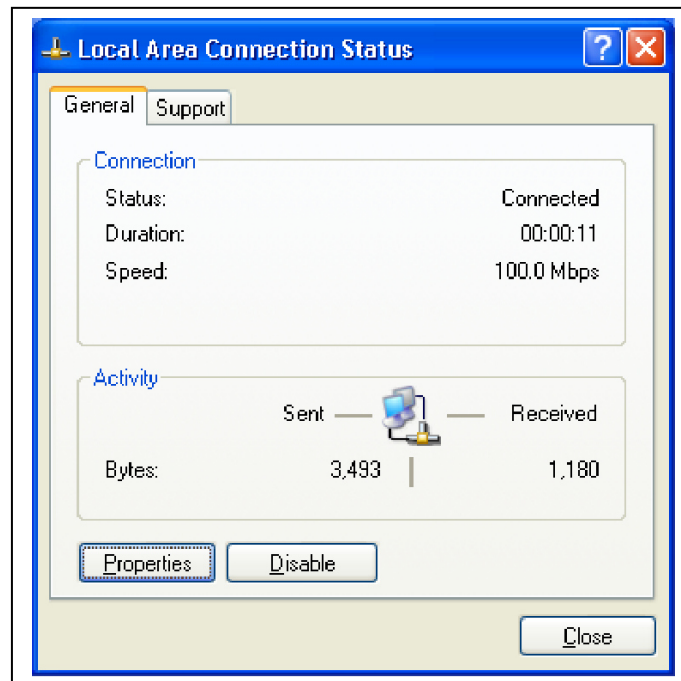 Local Area Connection Status
?
General Support
Connection
Status: Connected
Duration: 00:00:11
Speed: 100.0 Mbps
Activity
Sent Received
Bytes: 3,493 1,180
Properties Disable
Close